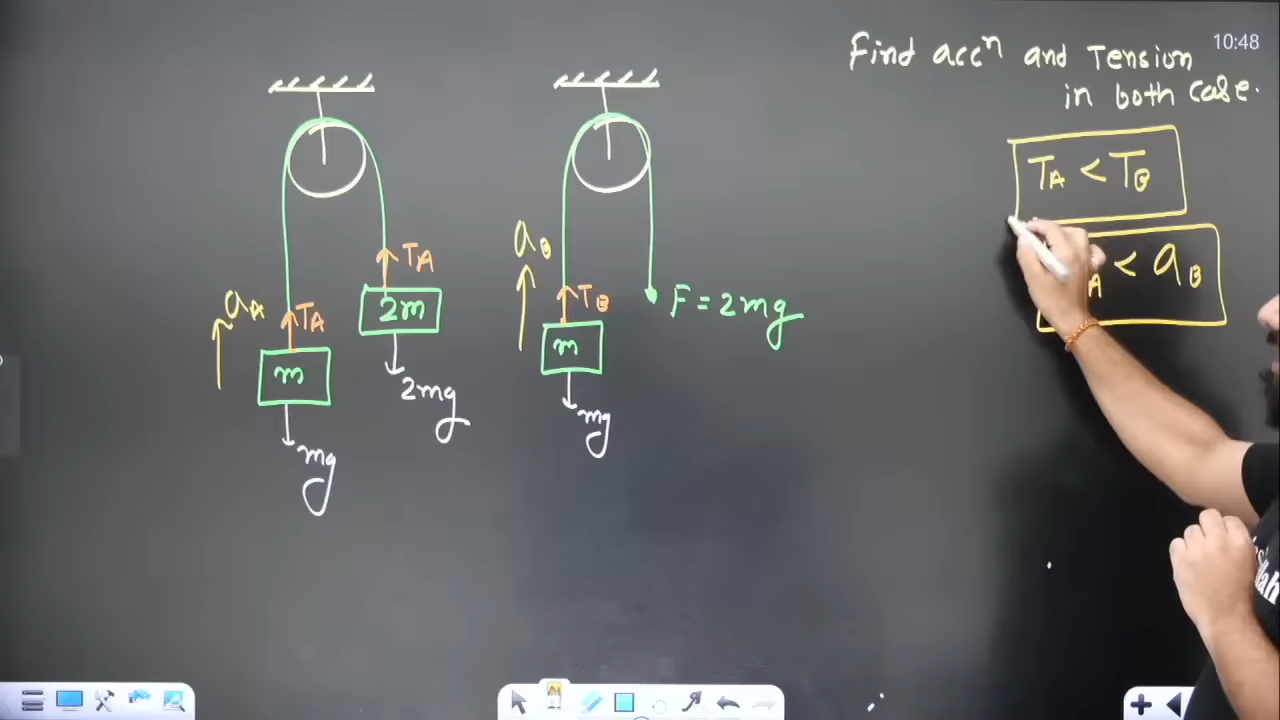 10:48
Find accⁿ and Tension
in both case.
T_A < T_B
A < a_B
a_A
T_A
T_A
2m
m
2mg
mg
a_B
T_B
m
F = 2mg
mg